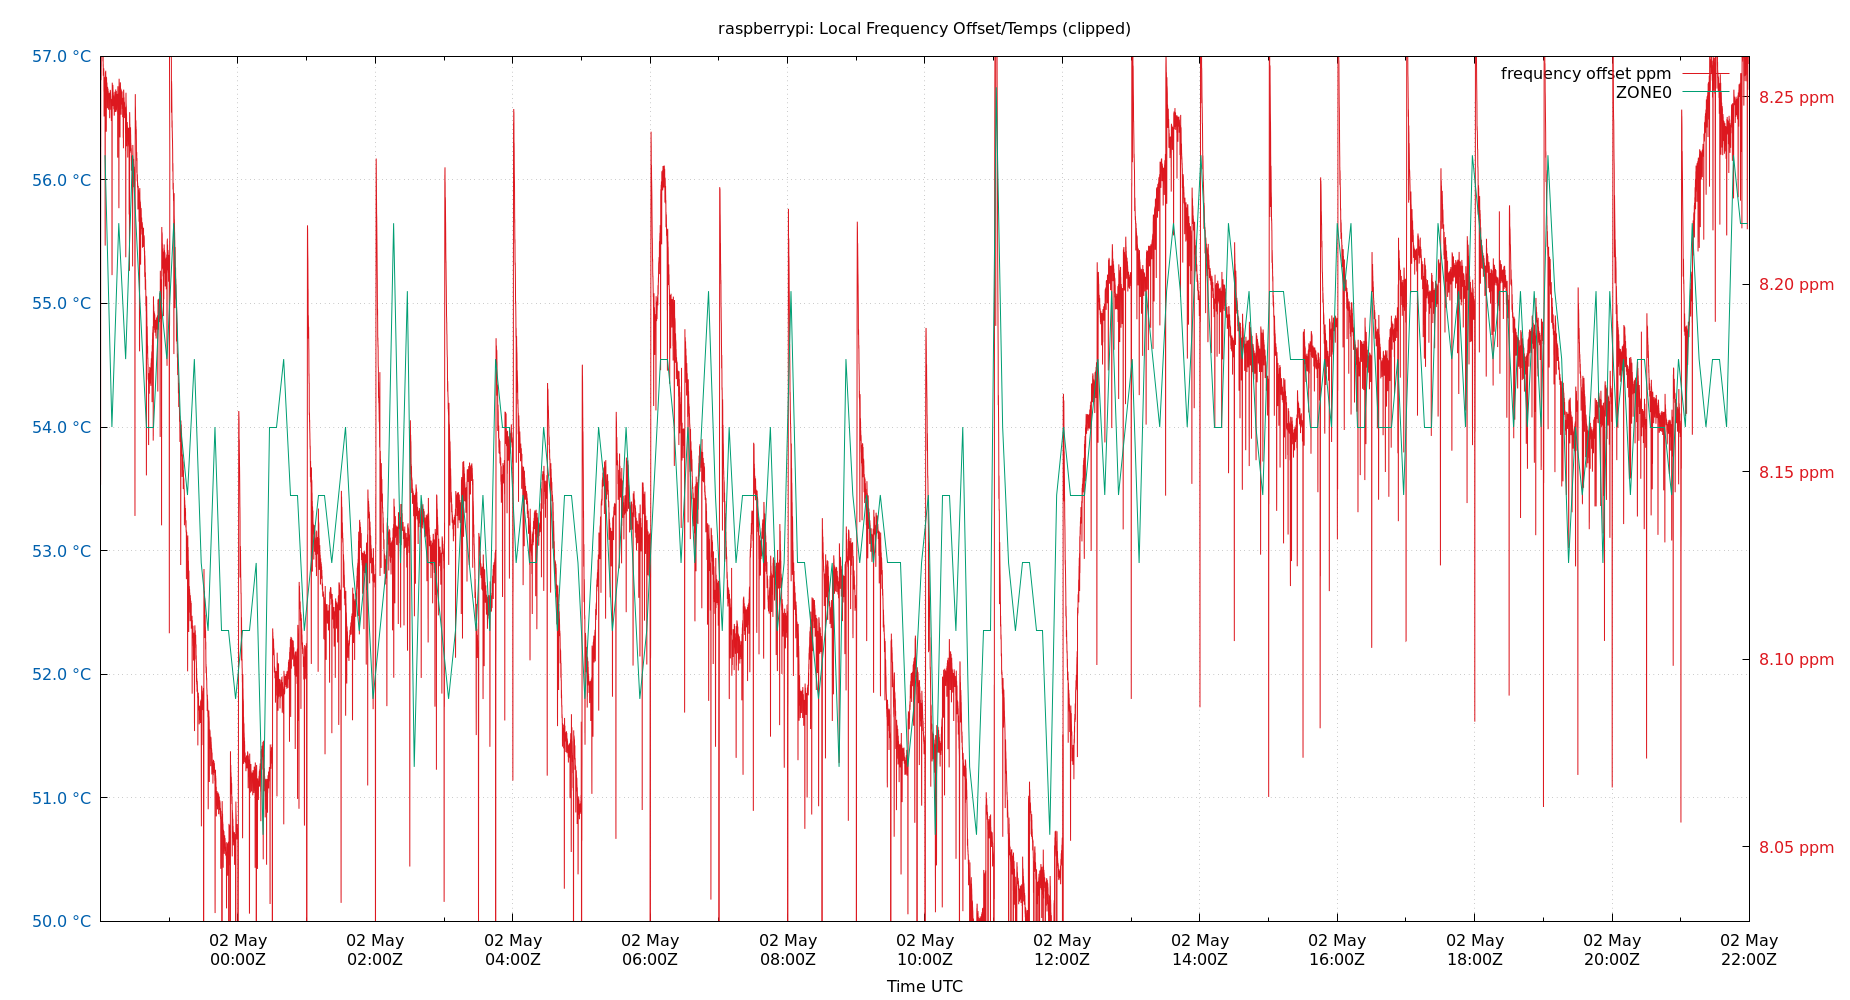 raspberrypi: Local Frequency Offset/Temps (clipped)
frequency offset ppm
ZONE0
57.0 °C
56.0 °C
55.0 °C
54.0 °C
53.0 °C
52.0 °C
51.0 °C
50.0 °C
8.25 ppm
8.20 ppm
8.15 ppm
8.10 ppm
8.05 ppm
02 May 02 May 02 May 02 May 02 May 02 May 02 May 02 May 02 May 02 May 02 May 02 May
00:00Z 02:00Z 04:00Z 06:00Z 08:00Z 10:00Z 12:00Z 14:00Z 16:00Z 18:00Z 20:00Z 22:00Z
Time UTC